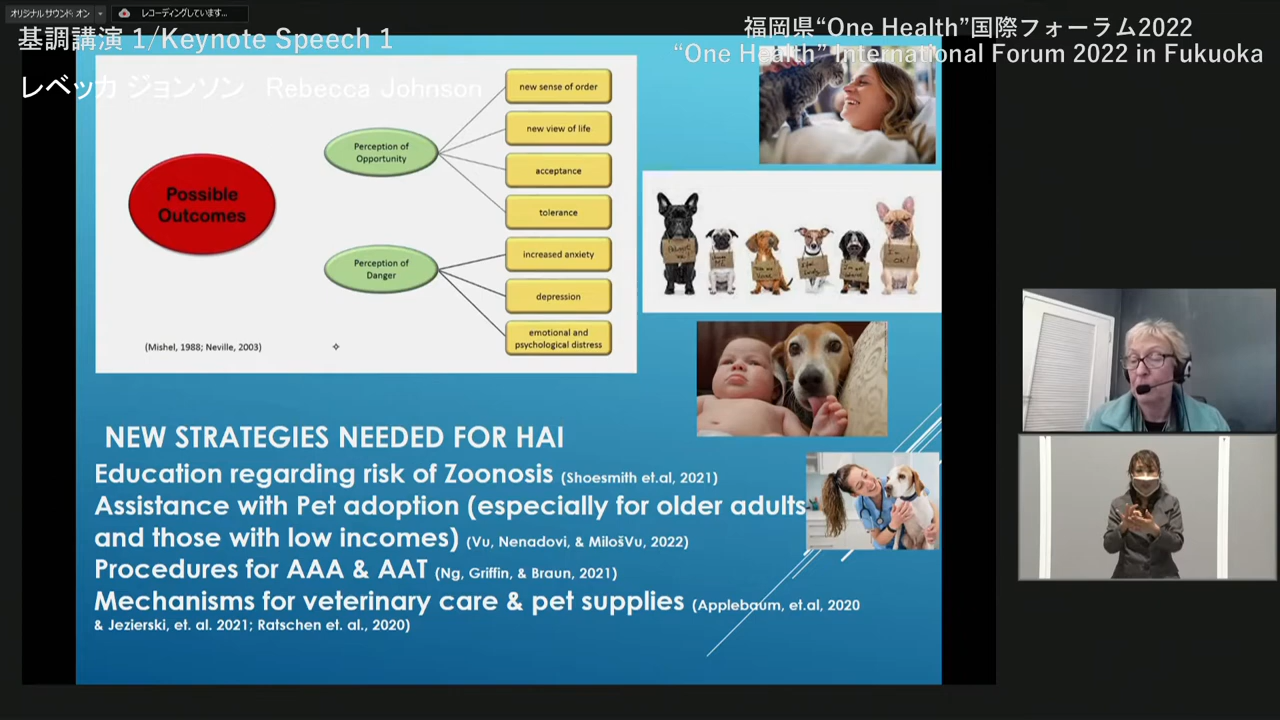 オリジナルサウンド: オン
レコーディングしています...
基調講演 1/Keynote Speech 1
レベッカ ジョンソン Rebecca Johnson
福岡県“One Health”国際フォーラム2022
“One Health” International Forum 2022 in Fukuoka
Possible
Outcomes
Perception of
Opportunity
new sense of order
new view of life
acceptance
tolerance
Perception of
Danger
increased anxiety
depression
emotional and
psychological distress
(Mishel, 1988; Neville, 2003)
NEW STRATEGIES NEEDED FOR HAI
Education regarding risk of Zoonosis (Shoesmith et.al, 2021)
Assistance with Pet adoption (especially for older adults
and those with low incomes) (Vu, Nenadovi, & MilošVu, 2022)
Procedures for AAA & AAT (Ng, Griffin, & Braun, 2021)
Mechanisms for veterinary care & pet supplies (Applebaum, et.al, 2020
& Jezierski, et. al. 2021; Ratschen et. al., 2020)